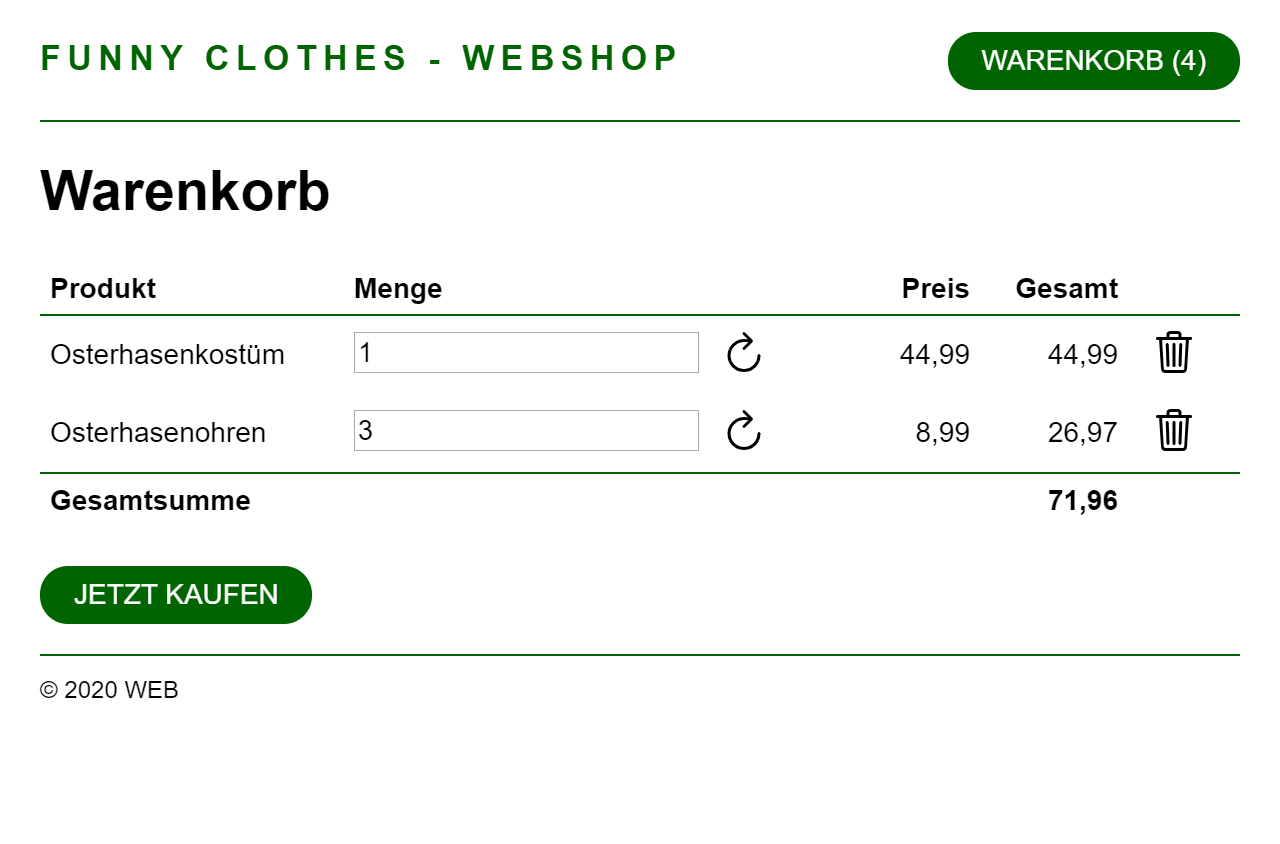 FUNNY CLOTHES - WEBSHOP WARENKORB (4)
Warenkorb
Produkt Menge Preis Gesamt
Osterhasenkostüm 1 44,99 44,99
Osterhasenohren 3 8,99 26,97
Gesamtsumme 71,96
JETZT KAUFEN
© 2020 WEB